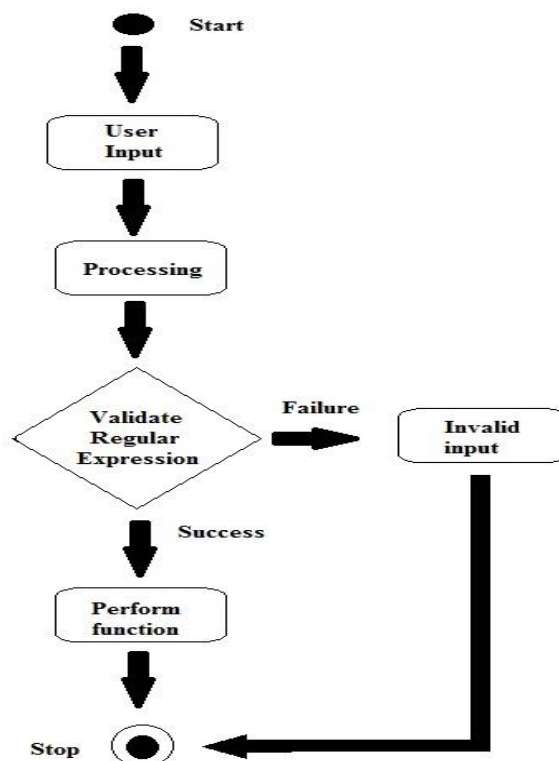 Start
User
Input
Processing
Validate
Regular
Expression
Failure
Invalid
input
Success
Perform
function
Stop